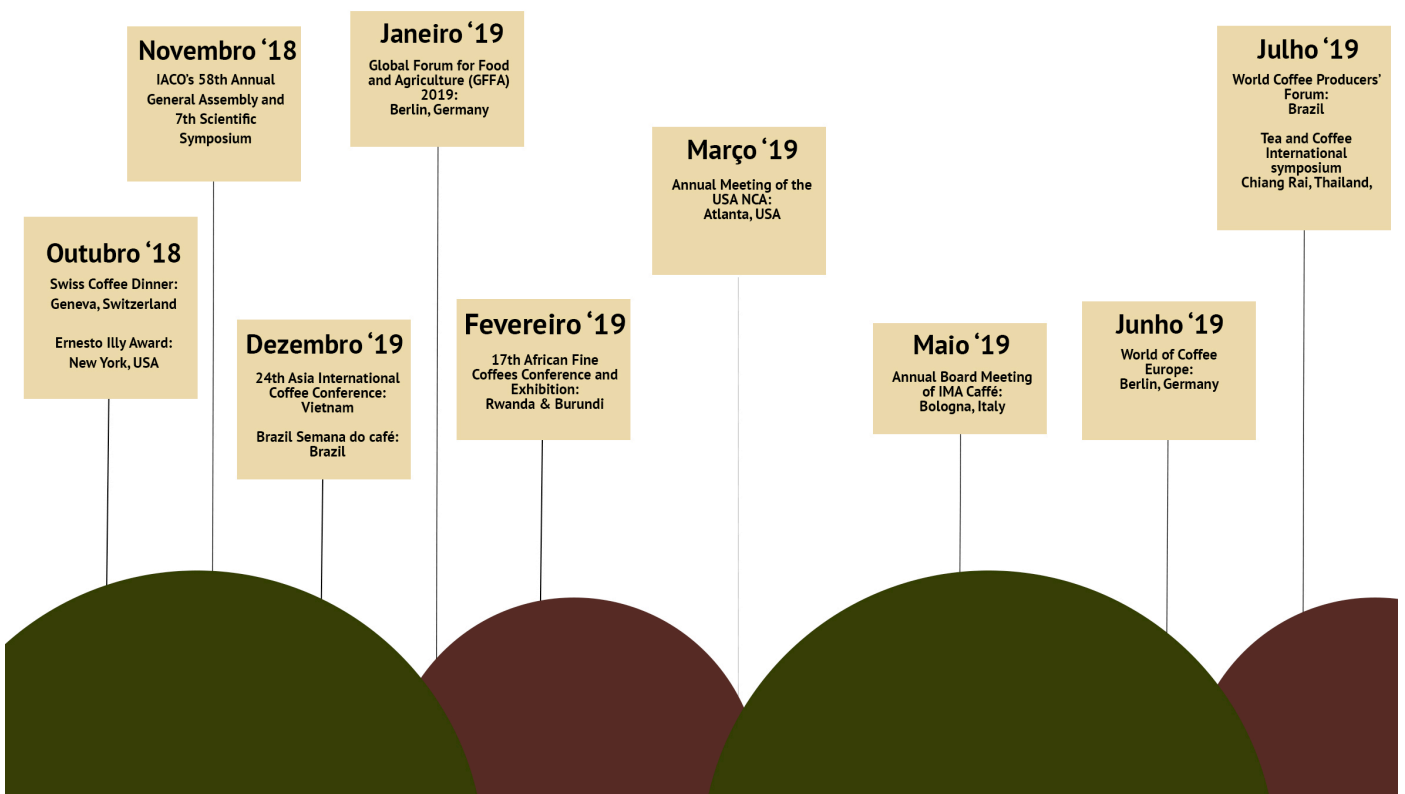 Outubro ‘18
Swiss Coffee Dinner:
Geneva, Switzerland
Ernesto Illy Award:
New York, USA
Novembro ‘18
IACO’s 58th Annual
General Assembly and
7th Scientific
Symposium
Dezembro ‘19
24th Asia International
Coffee Conference:
Vietnam
Brazil Semana do café:
Brazil
Janeiro ‘19
Global Forum for Food
and Agriculture (GFFA)
2019:
Berlin, Germany
Fevereiro ‘19
17th African Fine
Coffees Conference and
Exhibition:
Rwanda & Burundi
Março ‘19
Annual Meeting of the
USA NCA:
Atlanta, USA
Maio ‘19
Annual Board Meeting
of IMA Caffé:
Bologna, Italy
Junho ‘19
World of Coffee
Europe:
Berlin, Germany
Julho ‘19
World Coffee Producers’
Forum:
Brazil
Tea and Coffee
International
symposium
Chiang Rai, Thailand,